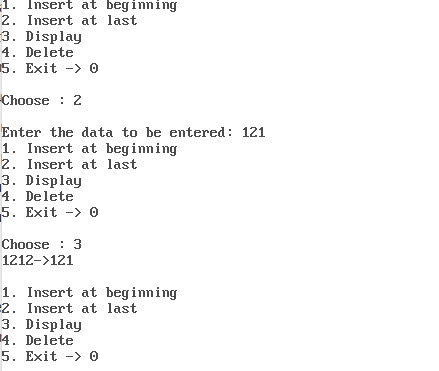 1. Insert at beginning
2. Insert at last
3. Display
4. Delete
5. Exit -> 0
Choose : 2
Enter the data to be entered: 121
1. Insert at beginning
2. Insert at last
3. Display
4. Delete
5. Exit -> 0
Choose : 3
1212->121
1. Insert at beginning
2. Insert at last
3. Display
4. Delete
5. Exit -> 0